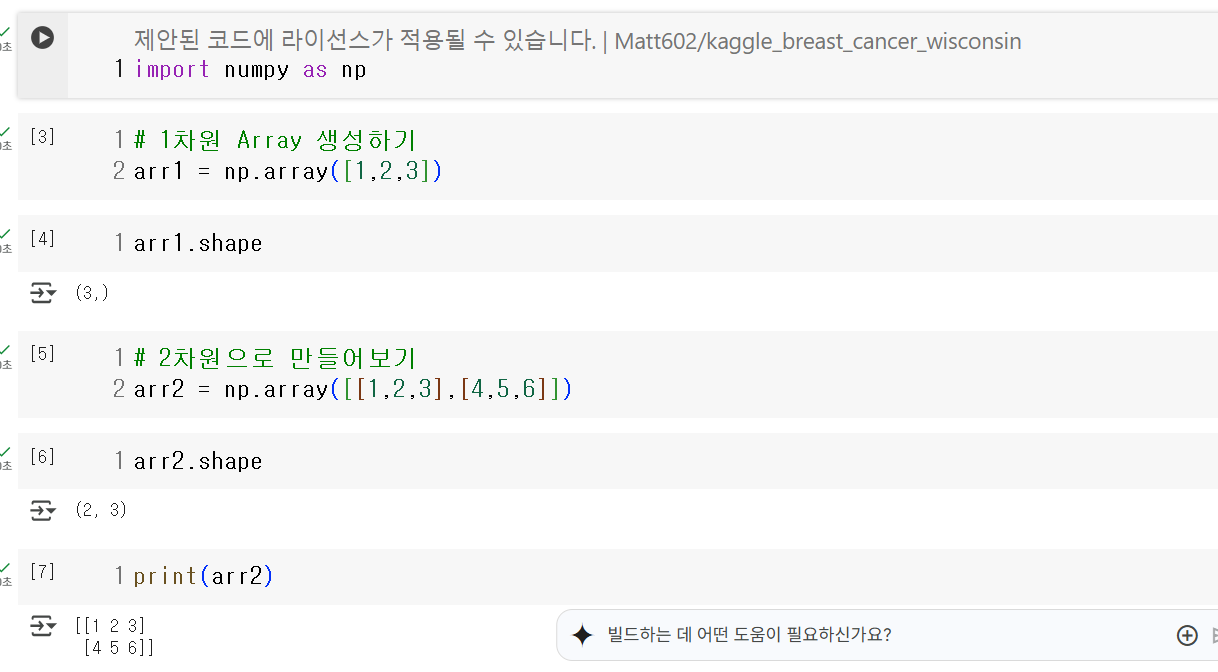 제안된 코드에 라이선스가 적용될 수 있습니다. | Matt602/kaggle_breast_cancer_wisconsin
1 import numpy as np
[3] 1 # 1차원 Array 생성하기
2 arr1 = np.array([1,2,3])
[4] 1 arr1.shape
(3,)
[5] 1 # 2차원으로 만들어보기
2 arr2 = np.array([[1,2,3],[4,5,6]])
[6] 1 arr2.shape
(2, 3)
[7] 1 print(arr2)
[[1 2 3]
[4 5 6]]
빌드하는 데 어떤 도움이 필요하신가요?